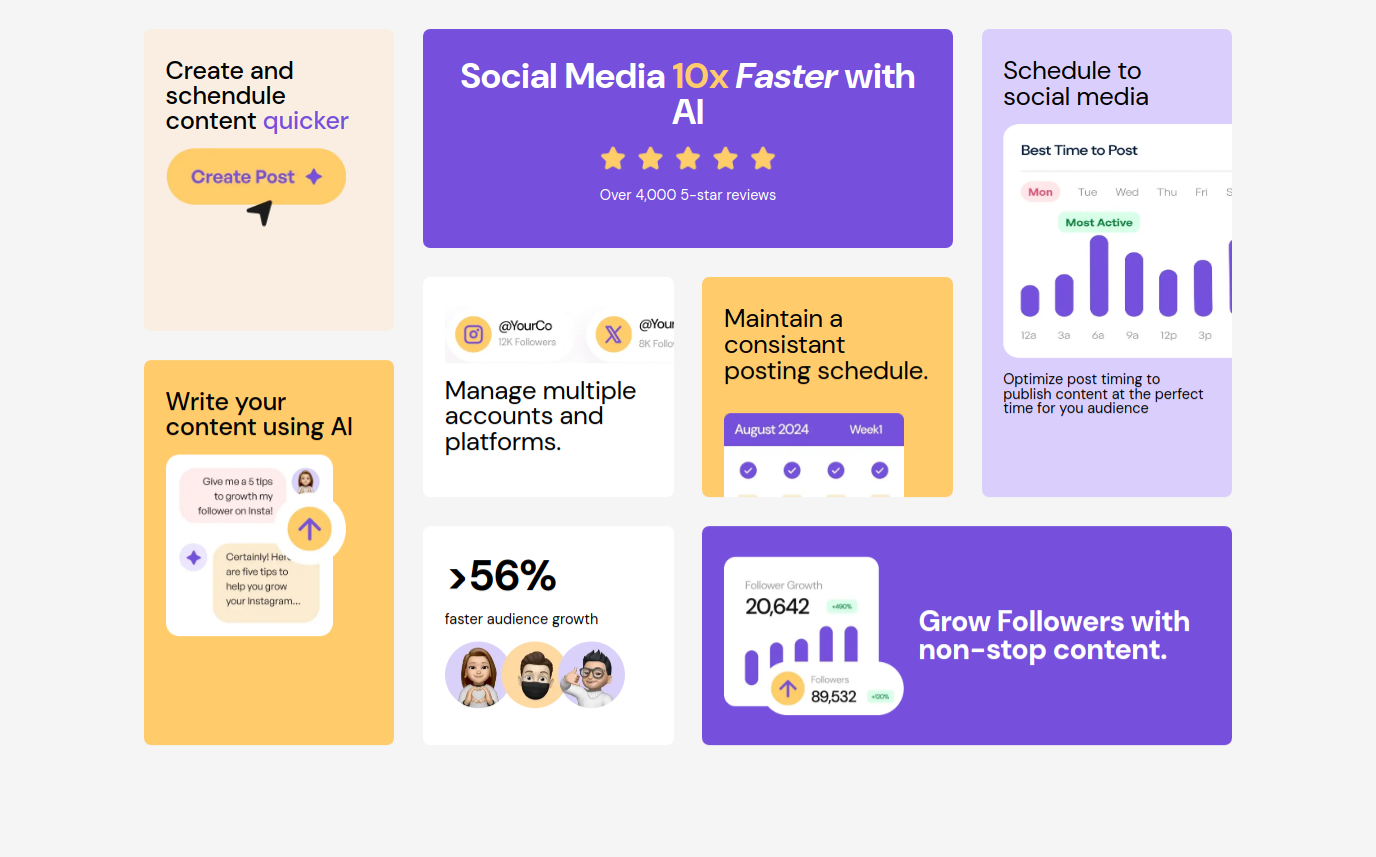 Create and
schendule
content quicker
Create Post
Write your
content using AI
Give me a 5 tips
to growth my
follower on Insta!
Certainly! Here
are five tips to
help you grow
your Instagram...
Social Media 10x Faster with
AI
Over 4,000 5-star reviews
@YourCo
12K Followers
@Your
8K Follo
Manage multiple
accounts and
platforms.
Maintain a
consistant
posting schedule.
August 2024 Week1
>56%
faster audience growth
Schedule to
social media
Best Time to Post
Mon Tue Wed Thu Fri S
Most Active
12a 3a 6a 9a 12p 3p
Optimize post timing to
publish content at the perfect
time for you audience
Follower Growth
20,642 +490%
Followers
89,532 +120%
Grow Followers with
non-stop content.